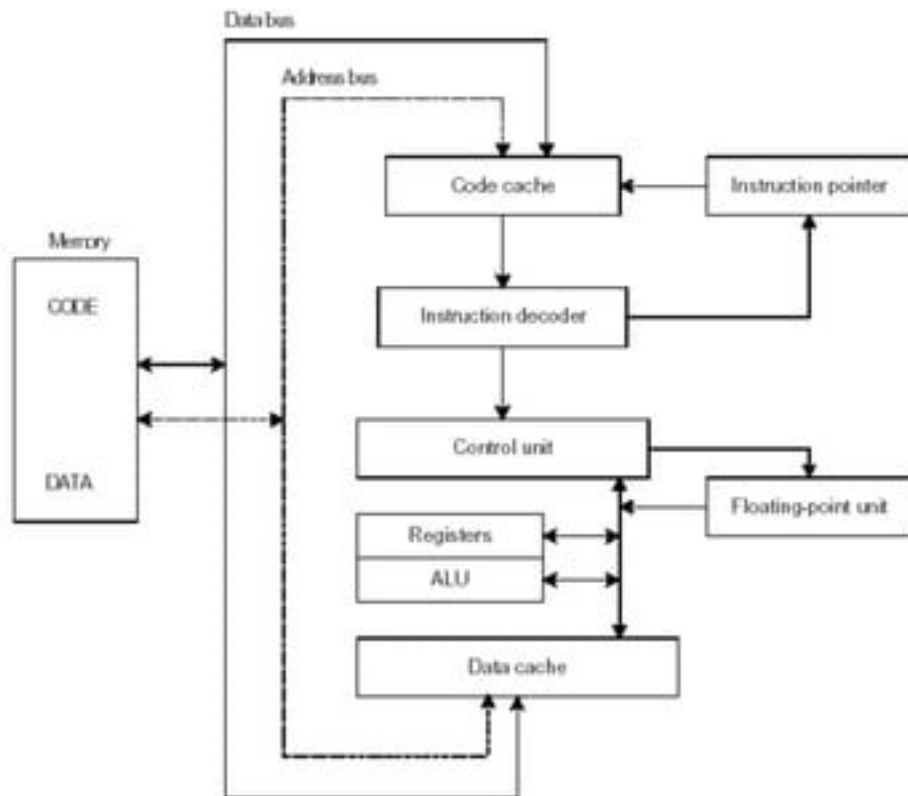 Data bus
Address bus
Code cache
Instruction pointer
Memory
CODE
Instruction decoder
Control unit
DATA
Floating-point unit
Registers
ALU
Data cache